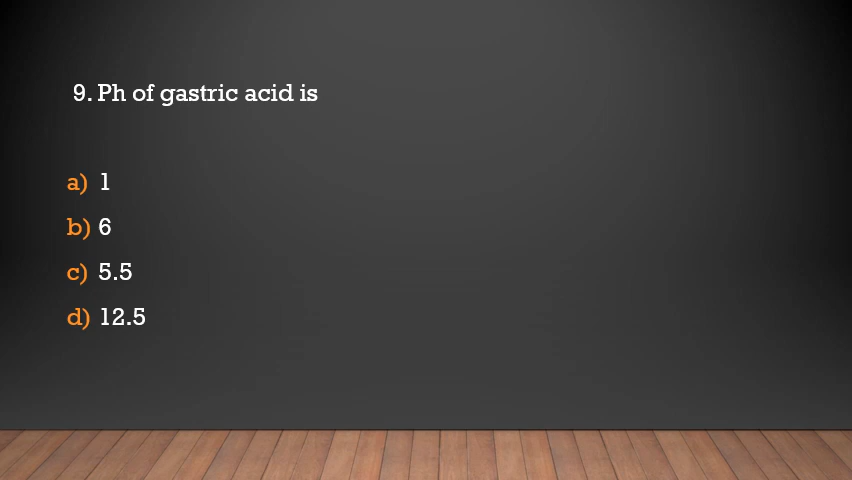 9. Ph of gastric acid is
a) 1
b) 6
c) 5.5
d) 12.5